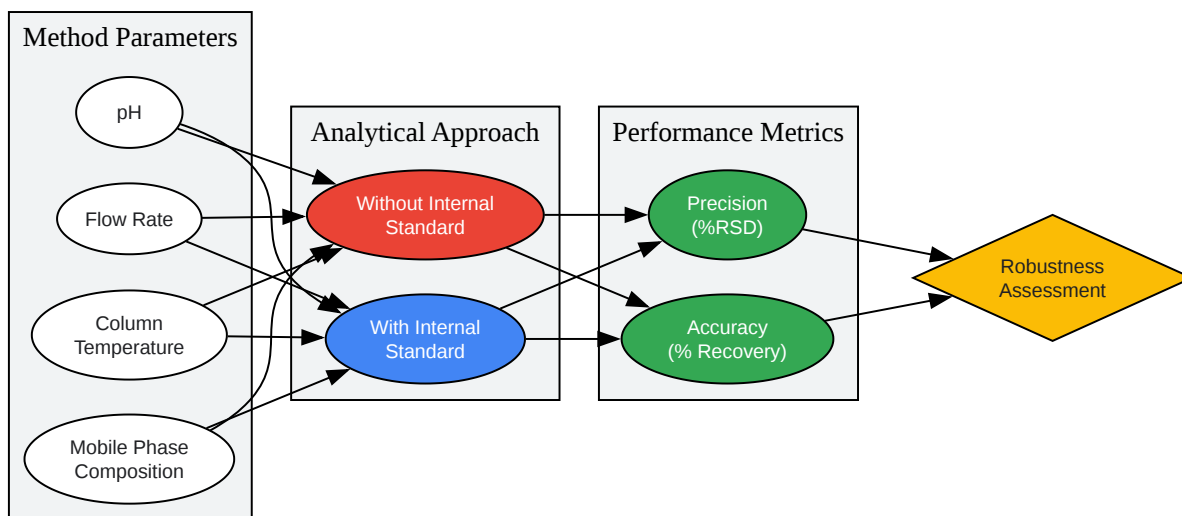 Method Parameters
pH
Flow Rate
Column
Temperature
Mobile Phase
Composition
Analytical Approach
Without Internal
Standard
With Internal
Standard
Performance Metrics
Precision
(%RSD)
Accuracy
(% Recovery)
Robustness
Assessment